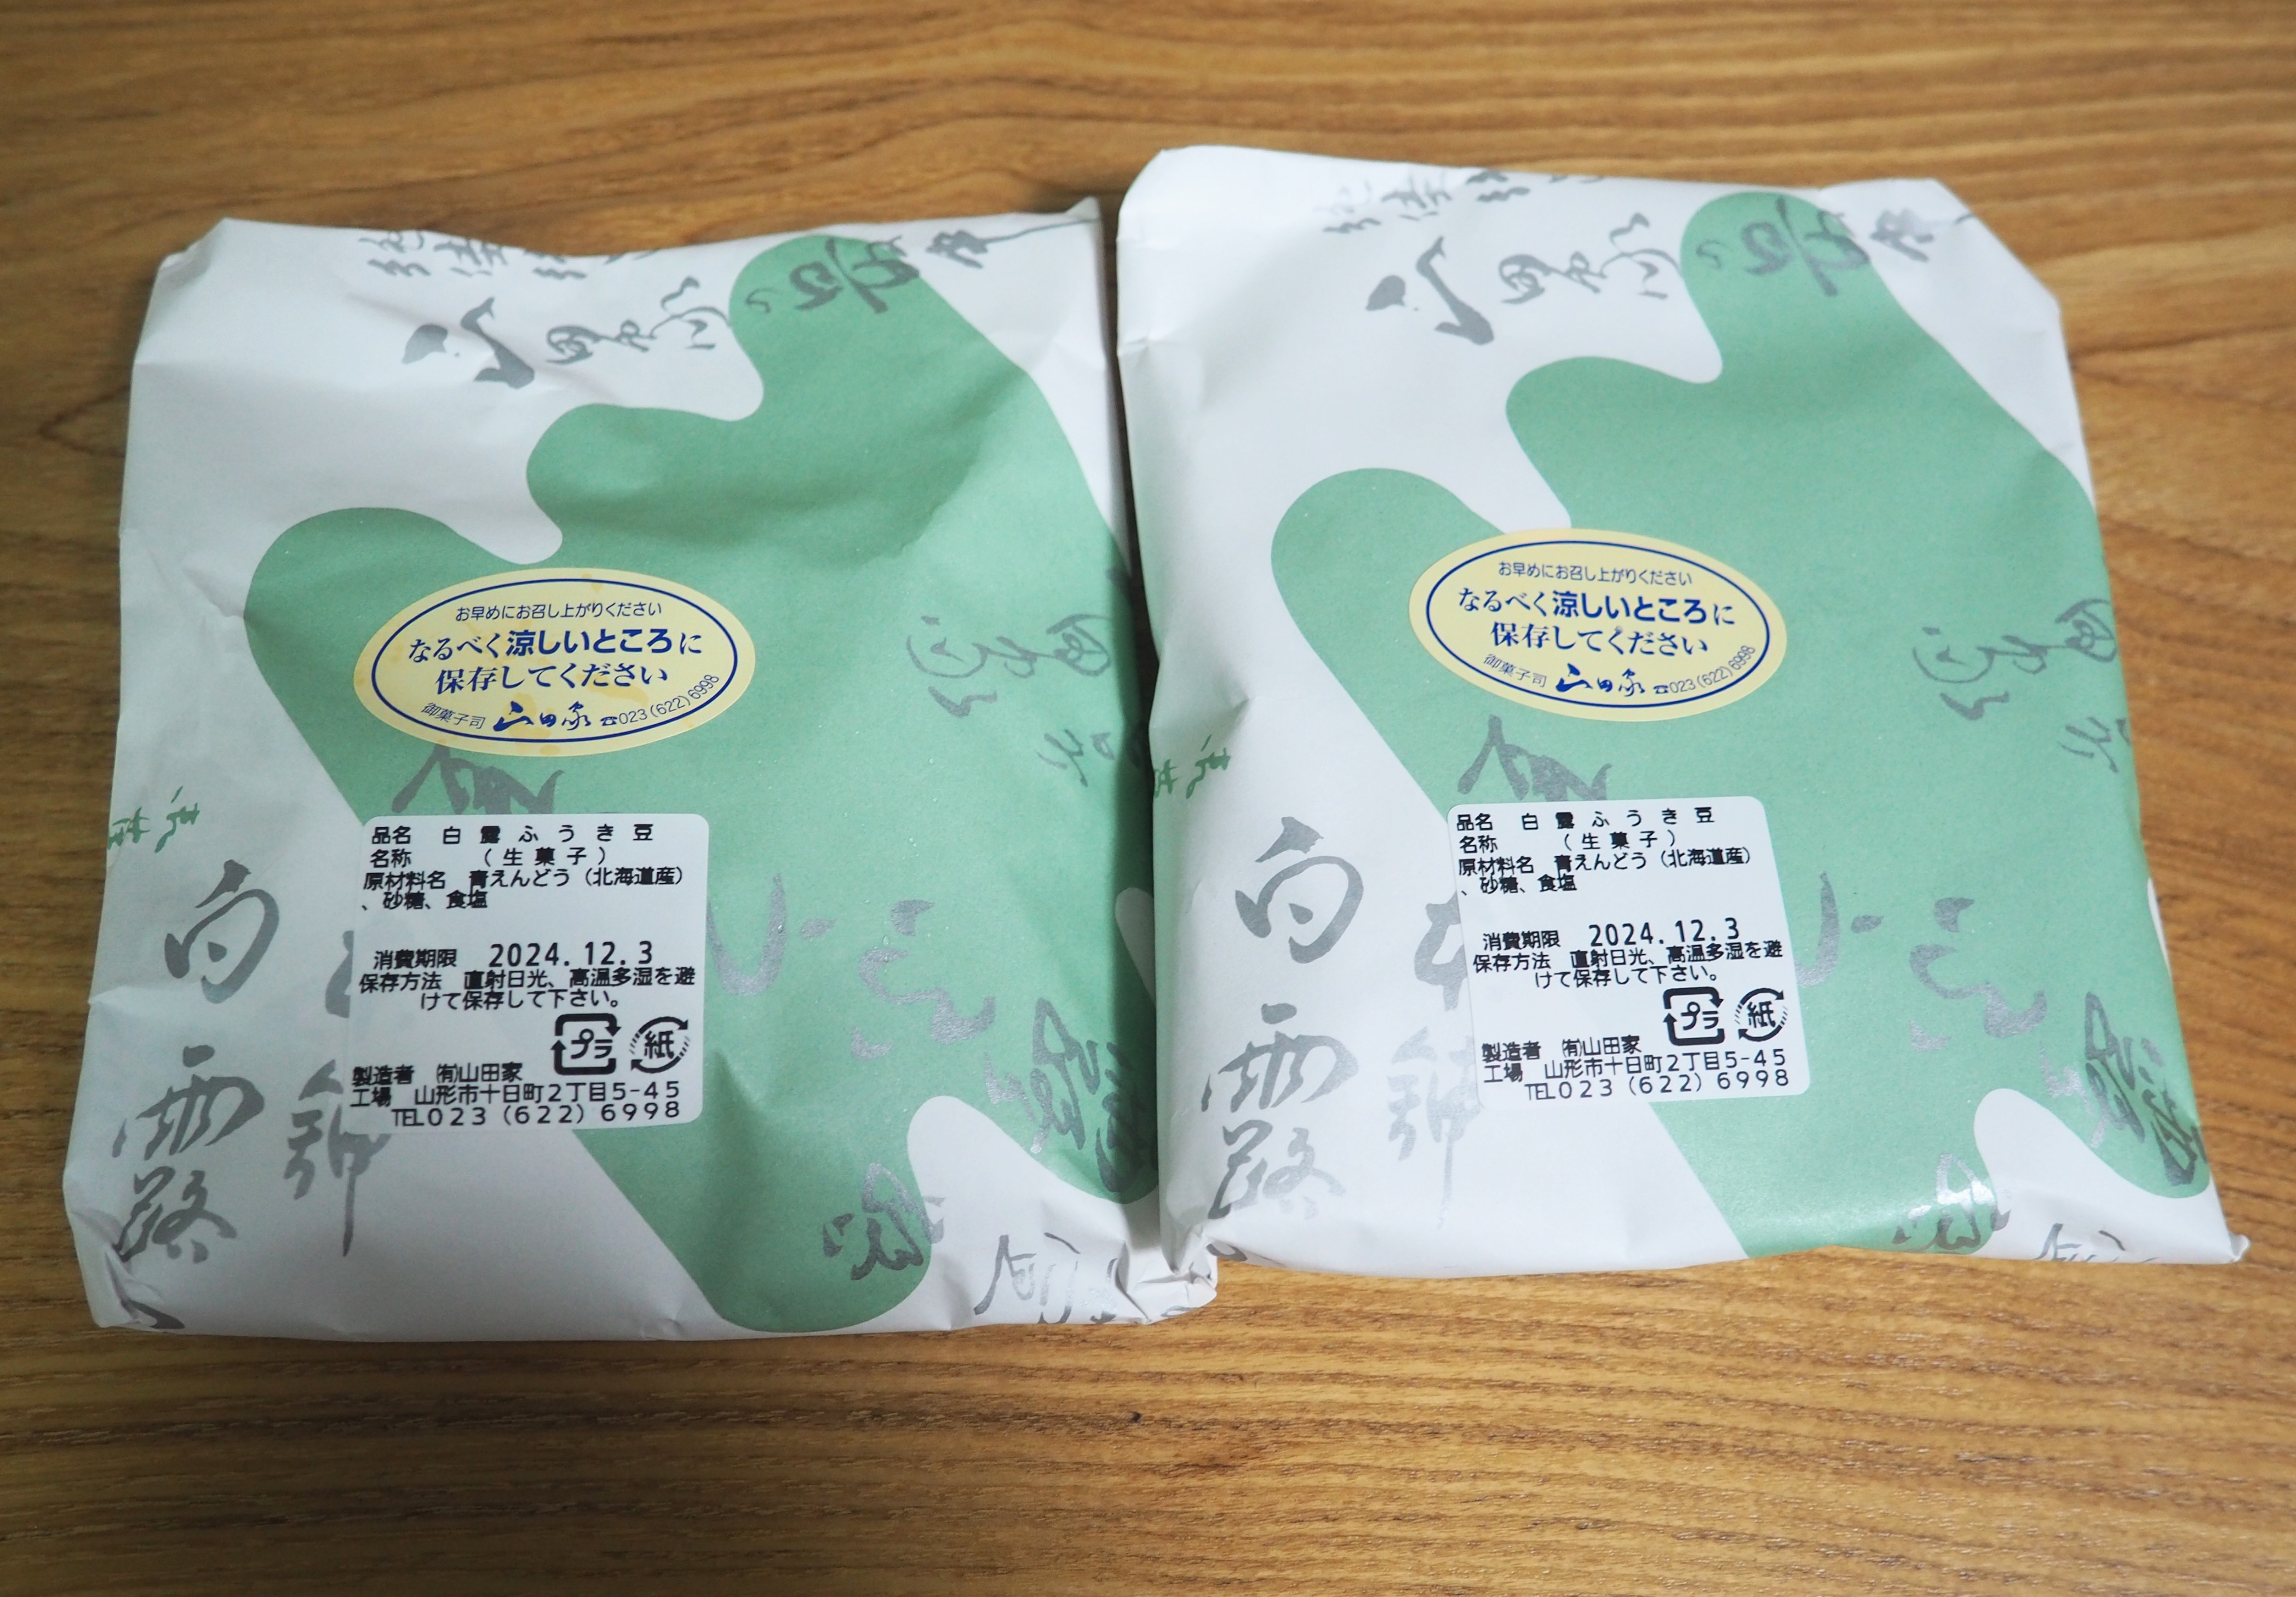 お早めにお召し上がりください
なるべく涼しいところに
保存してください
御菓子司 山田家 ☎023(622)6998
品名 白露ふうき豆
名称 (生菓子)
原材料名 青えんどう(北海道産)
、砂糖、食塩
消費期限 2024.12.3
保存方法 直射日光、高温多湿を避
けて保存して下さい。
プラ 紙
製造者 (有)山田家
工場 山形市十日町2丁目5-45
TEL023(622)6998
白露
お早めにお召し上がりください
なるべく涼しいところに
保存してください
御菓子司 山田家 ☎023(622)6998
品名 白露ふうき豆
名称 (生菓子)
原材料名 青えんどう(北海道産)
、砂糖、食塩
消費期限 2024.12.3
保存方法 直射日光、高温多湿を避
けて保存して下さい。
プラ 紙
製造者 (有)山田家
工場 山形市十日町2丁目5-45
TEL023(622)6998
白露